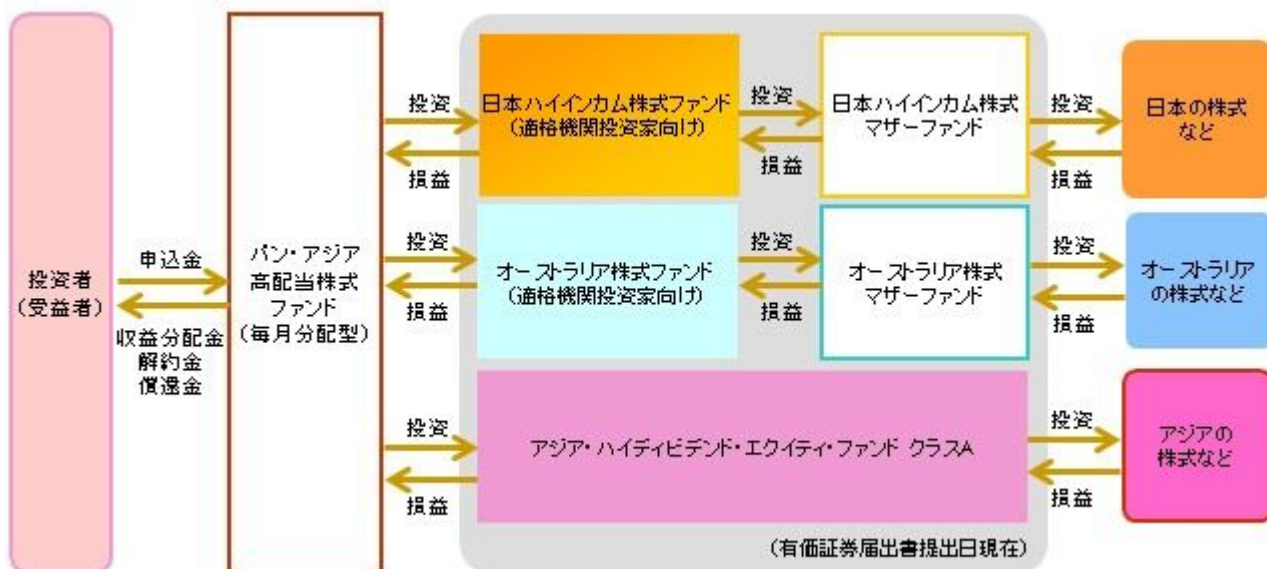 投資者
(受益者)
申込金
収益分配金
解約金
償還金
パン・アジア
高配当株式
ファンド
(毎月分配型)
投資
損益
日本ハイインカム株式ファンド
(適格機関投資家向け)
投資
損益
日本ハイインカム株式
マザーファンド
投資
損益
日本の株式
など
投資
損益
オーストラリア株式ファンド
(適格機関投資家向け)
投資
損益
オーストラリア株式
マザーファンド
投資
損益
オーストラリア
の株式など
投資
損益
アジア・ハイディビデンド・エクイティ・ファンド クラスA
投資
損益
アジアの
株式など
(有価証券届出書提出日現在)